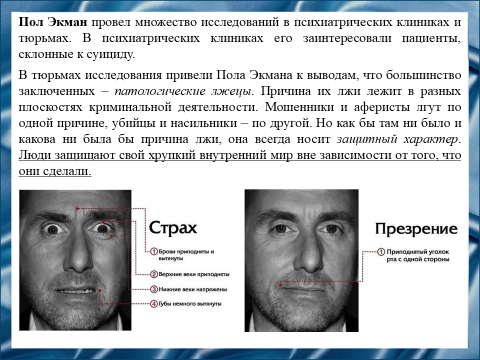 Пол Экман провел множество исследований в психиатрических клиниках и
тюрьмах. В психиатрических клиниках его заинтересовали пациенты,
склонные к суициду.
В тюрьмах исследования привели Пола Экмана к выводам, что большинство
заключенных – патологические лжецы. Причина их лжи лежит в разных
плоскостях криминальной деятельности. Мошенники и аферисты лгут по
одной причине, убийцы и насильники – по другой. Но как бы там ни было и
какова ни была бы причина лжи, она всегда носит защитный характер.
Люди защищают свой хрупкий внутренний мир вне зависимости от того, что
они сделали.
Страх
1 Брови приподняты и
вытянуты
2 Верхние веки приподняты
3 Нижние веки напряжены
4 Губы немного вытянуты
Презрение
1 Приподнятый уголок
рта с одной стороны